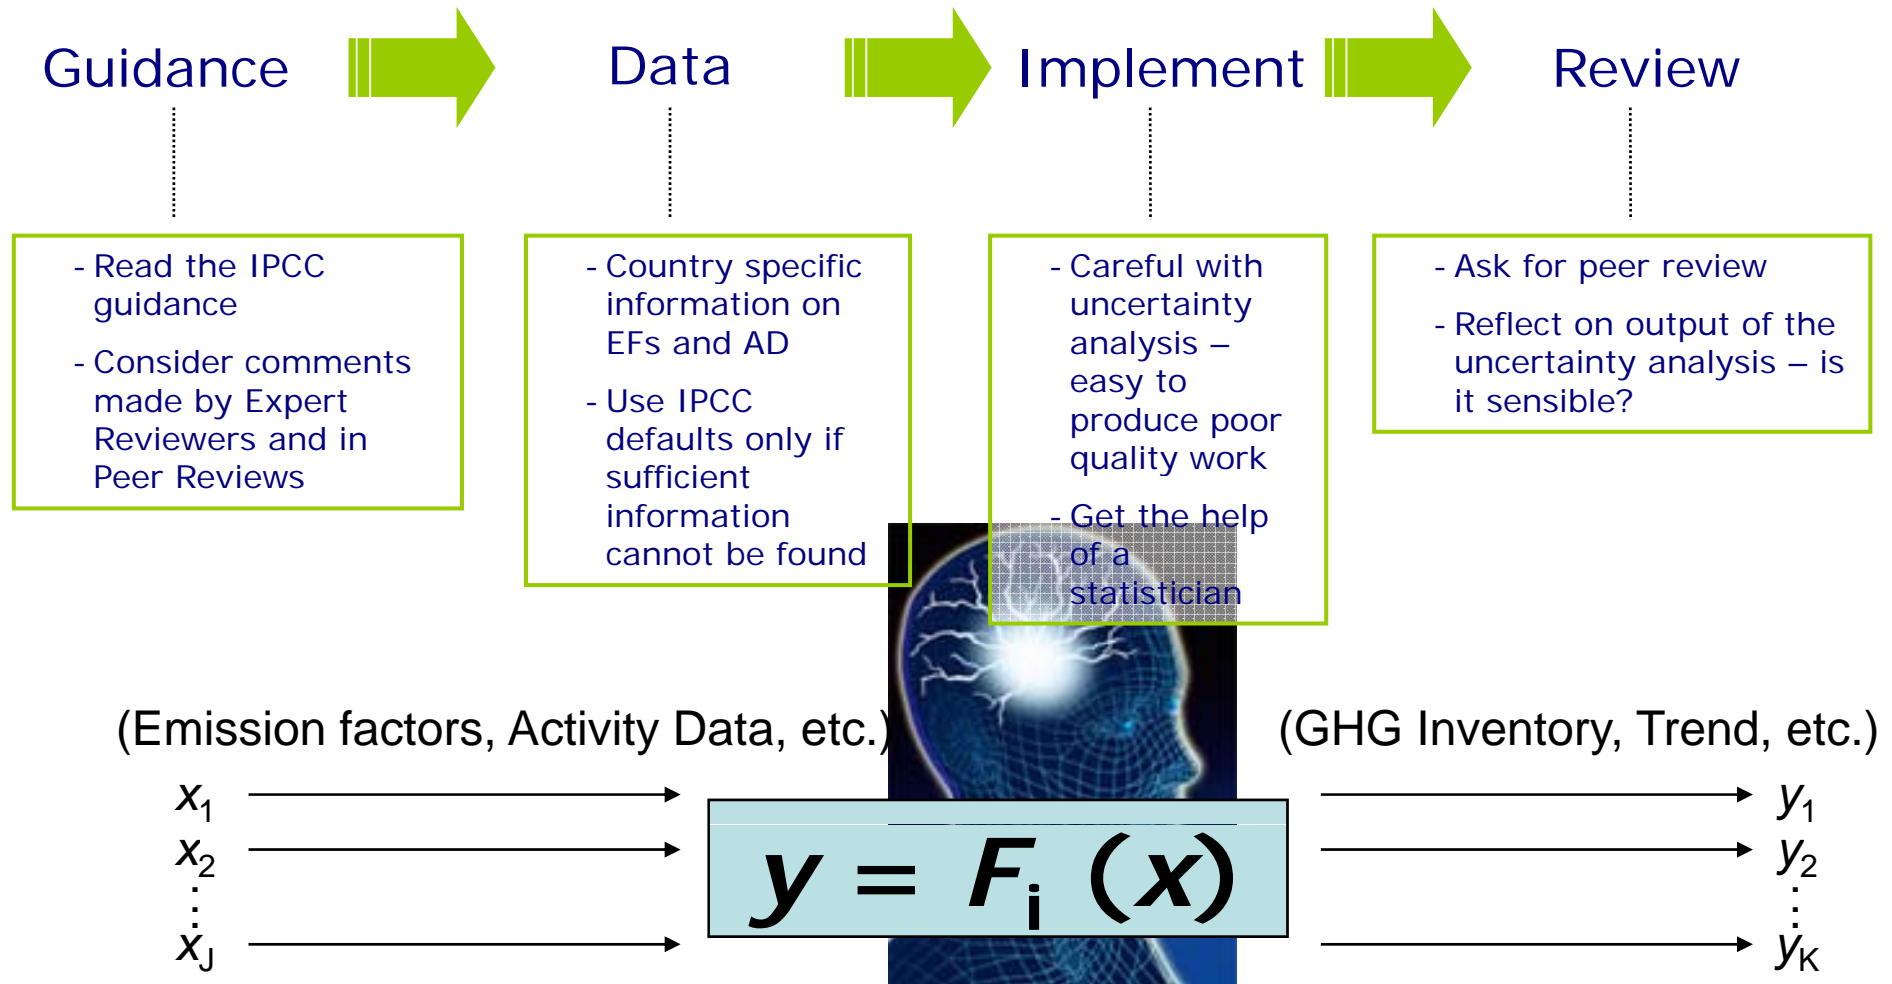 Guidance
Data
Implement
Review
- Read the IPCC
guidance
- Consider comments
made by Expert
Reviewers and in
Peer Reviews
- Country specific
information on
EFs and AD
- Use IPCC
defaults only if
sufficient
information
cannot be found
- Careful with
uncertainty
analysis –
easy to
produce poor
quality work
- Get the help
of a
statistician
- Ask for peer review
- Reflect on output of the
uncertainty analysis – is
it sensible?
(Emission factors, Activity Data, etc.)
(GHG Inventory, Trend, etc.)
x1
x2
⋮
xJ
y = Fi (x)
y1
y2
⋮
yK